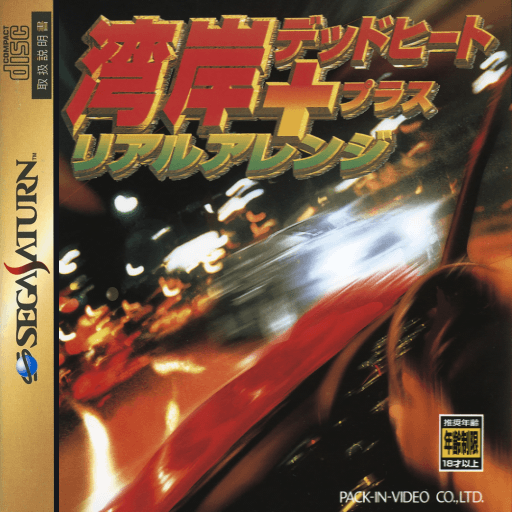 COMPACT
disc
取扱説明書
SEGA SATURN™
湾岸デッドヒート
+プラス
リアルアレンジ
推奨年齢
年齢制限
18才以上
PACK-IN-VIDEO CO.,LTD.